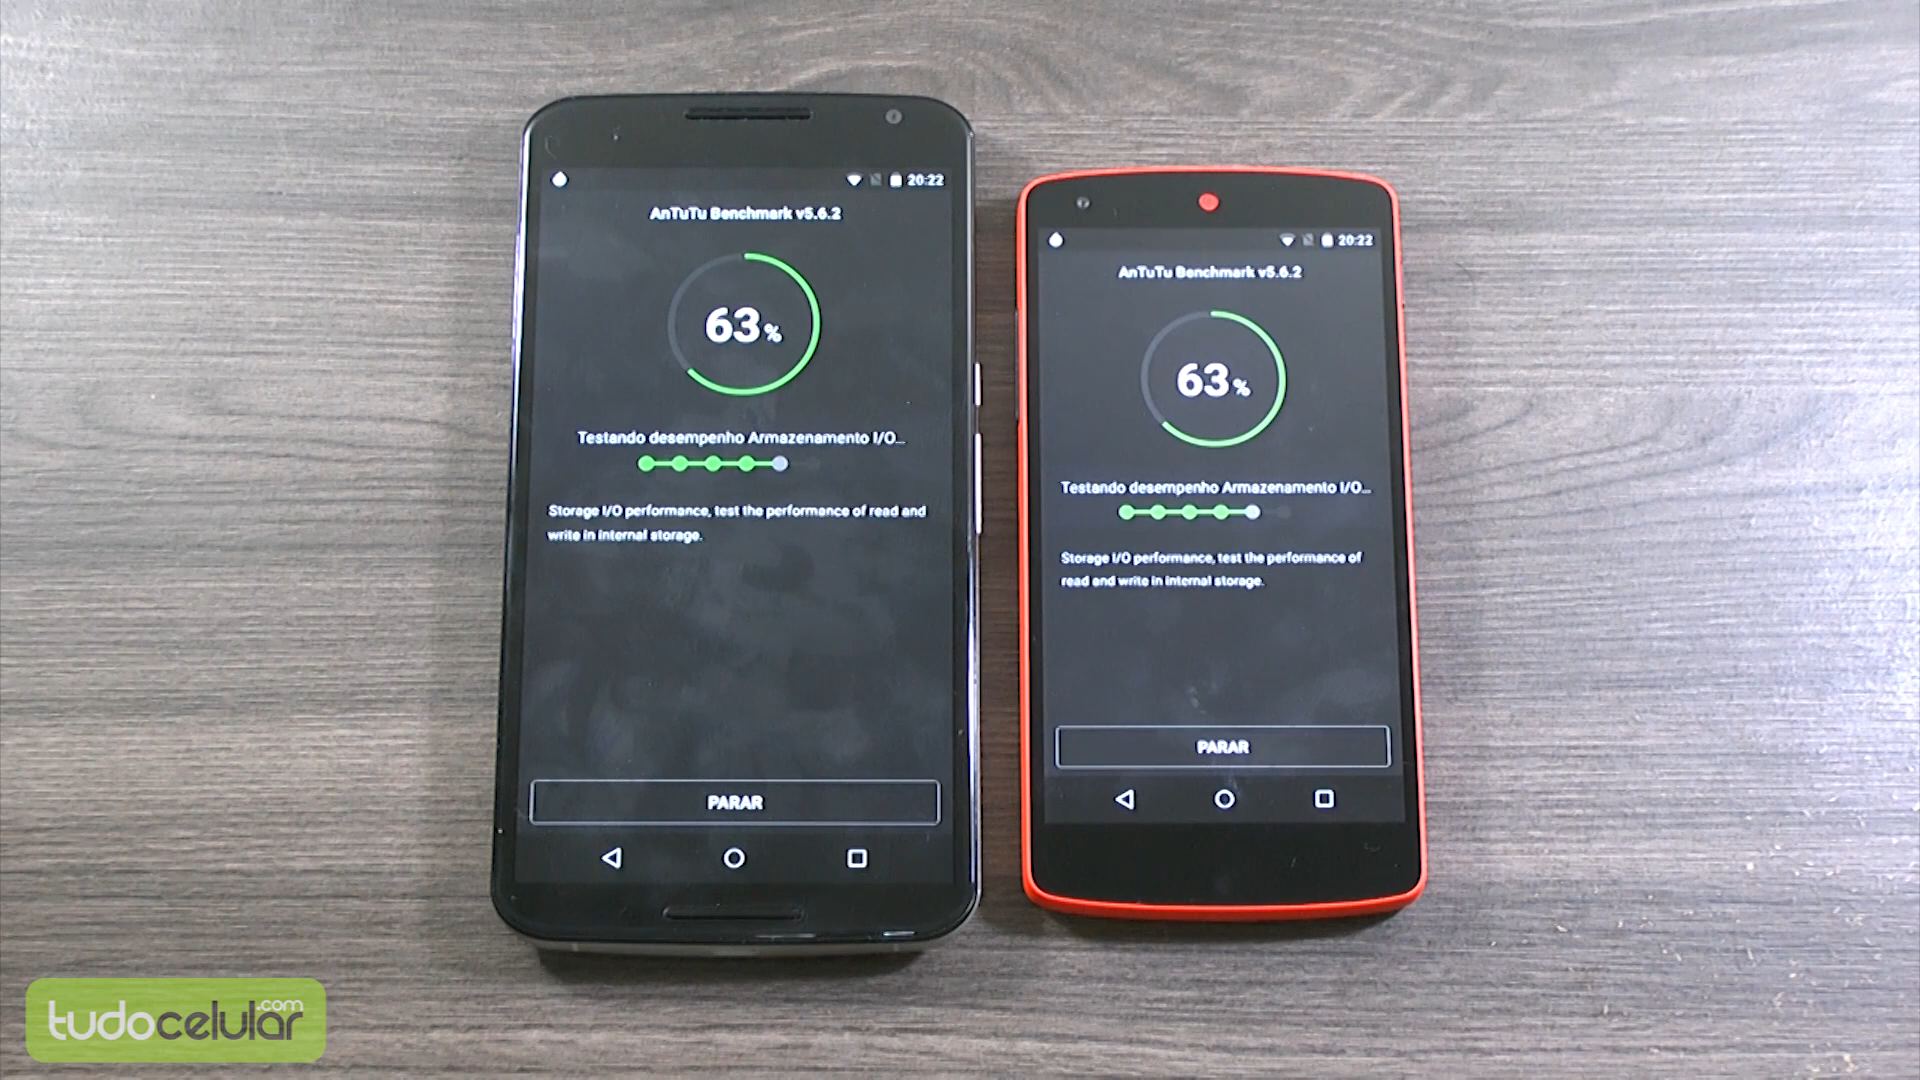 20:22
AnTuTu Benchmark v5.6.2
63%
Testando desempenho Armazenamento I/O...
Storage I/O performance, test the performance of read and
write in internal storage.
PARAR
20:22
AnTuTu Benchmark v5.6.2
63%
Testando desempenho Armazenamento I/O...
Storage I/O performance, test the performance of
read and write in internal storage.
PARAR
tudocelular.com